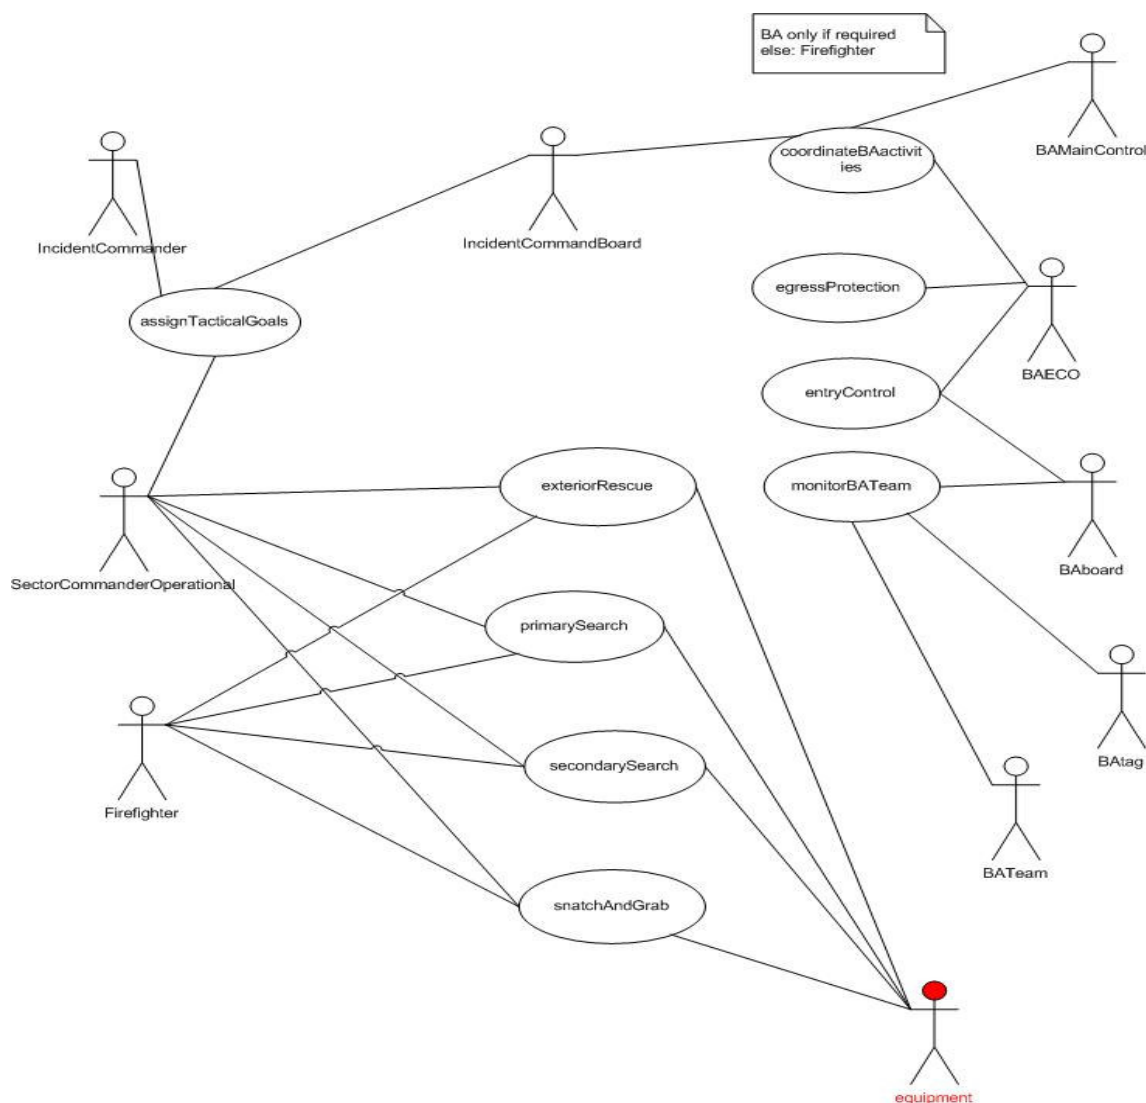 BA only if required
else: Firefighter
BAMainControl
coordinateBAactivit
ies
IncidentCommander
IncidentCommandBoard
egressProtection
assignTacticalGoals
BAECO
entryControl
exteriorRescue
monitorBATeam
SectorCommanderOperational
BAboard
primarySearch
BAtag
secondarySearch
Firefighter
BATeam
snatchAndGrab
equipment